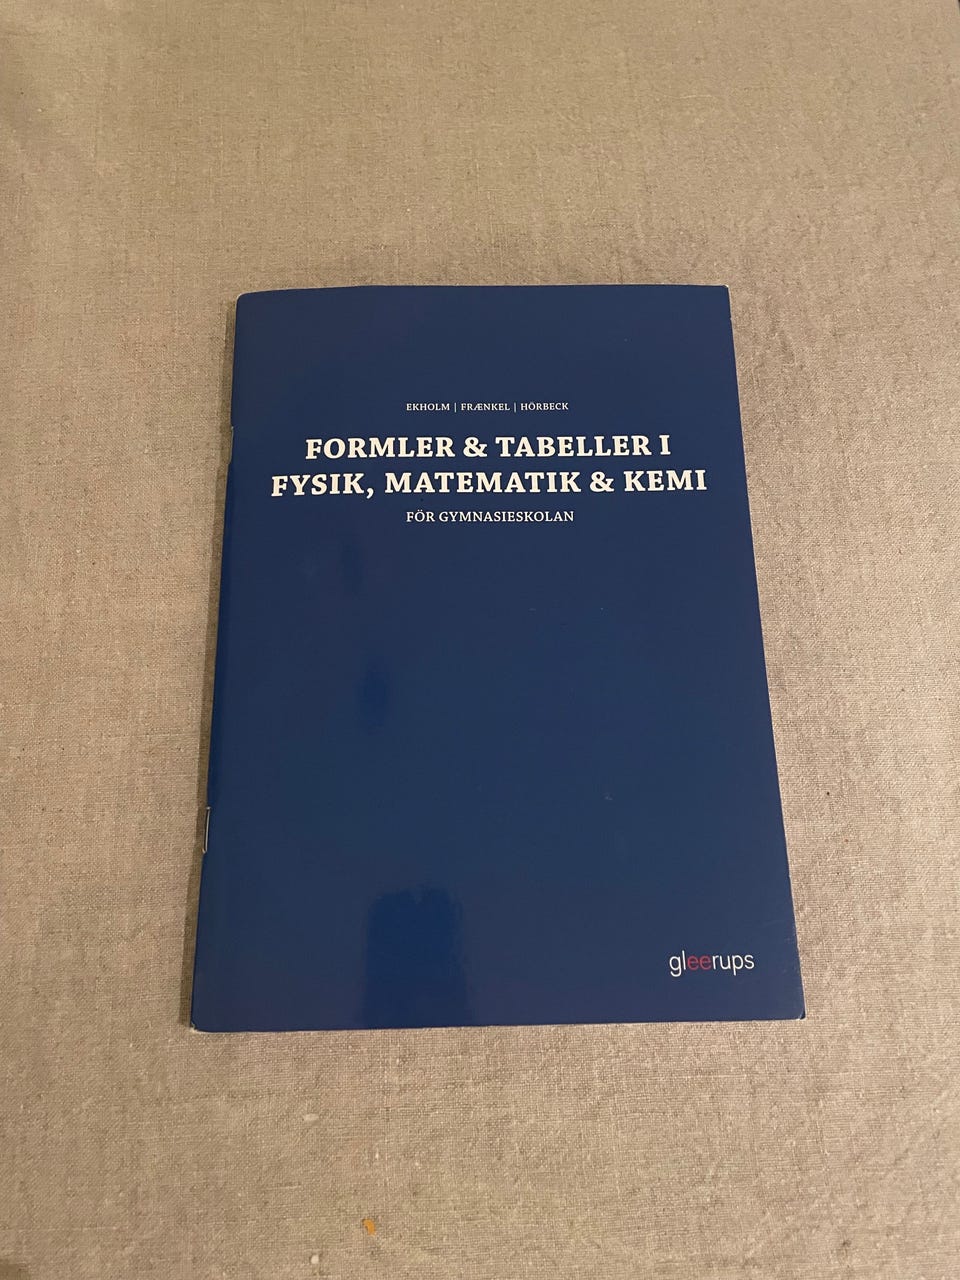 EKHOLM | FRÆNKEL | HÖRBECK
FORMLER & TABELLER I
FYSIK, MATEMATIK & KEMI
FÖR GYMNASIESKOLAN
gleerups